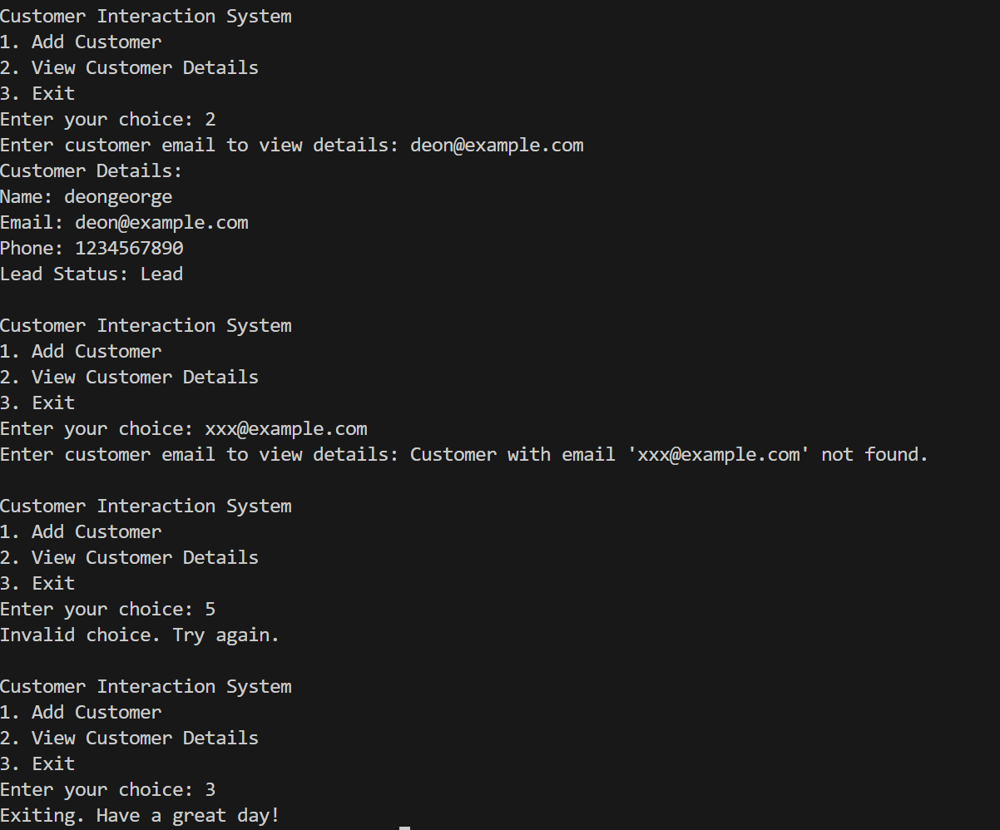 Customer Interaction System
1. Add Customer
2. View Customer Details
3. Exit
Enter your choice: 2
Enter customer email to view details: deon@example.com
Customer Details:
Name: deongeorge
Email: deon@example.com
Phone: 1234567890
Lead Status: Lead

Customer Interaction System
1. Add Customer
2. View Customer Details
3. Exit
Enter your choice: xxx@example.com
Enter customer email to view details: Customer with email 'xxx@example.com' not found.

Customer Interaction System
1. Add Customer
2. View Customer Details
3. Exit
Enter your choice: 5
Invalid choice. Try again.

Customer Interaction System
1. Add Customer
2. View Customer Details
3. Exit
Enter your choice: 3
Exiting. Have a great day!